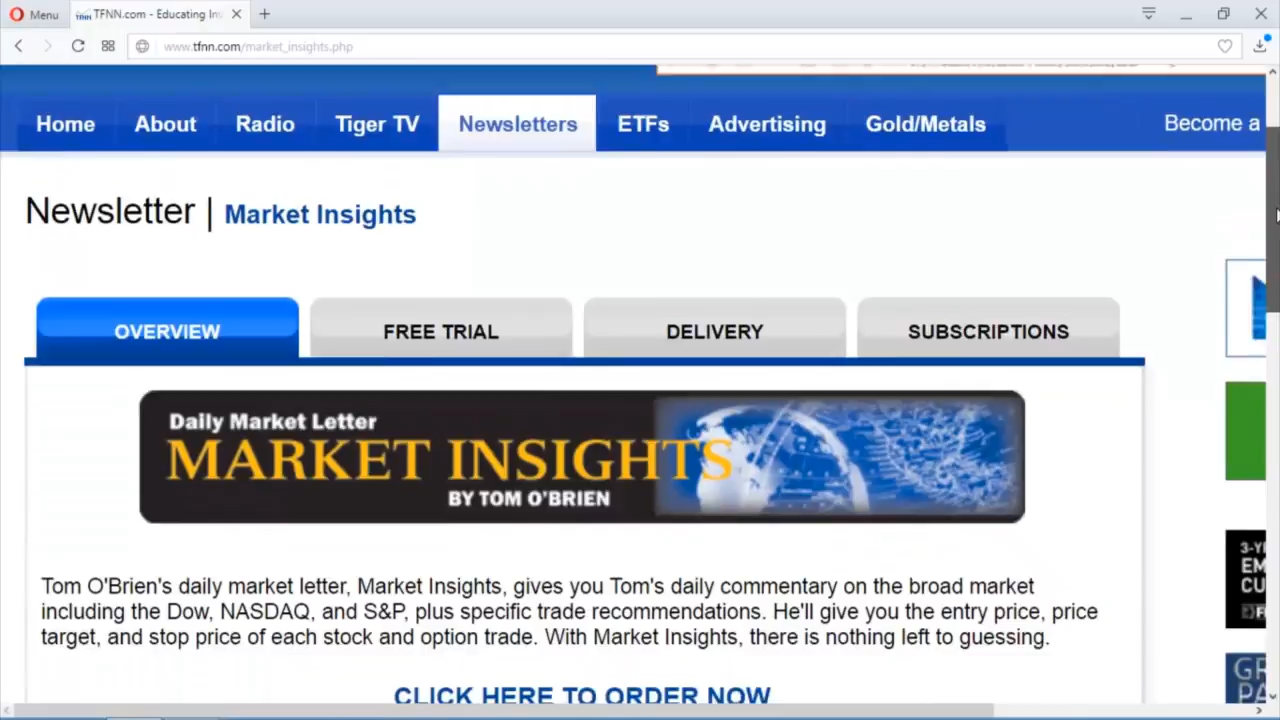 Menu
TFNN.com - Educating In
www.tfnn.com/market_insights.php
Home About Radio Tiger TV Newsletters ETFs Advertising Gold/Metals Become a
Newsletter | Market Insights
OVERVIEW FREE TRIAL DELIVERY SUBSCRIPTIONS
Daily Market Letter
MARKET INSIGHTS
BY TOM O'BRIEN
Tom O'Brien's daily market letter, Market Insights, gives you Tom's daily commentary on the broad market
including the Dow, NASDAQ, and S&P, plus specific trade recommendations. He'll give you the entry price, price
target, and stop price of each stock and option trade. With Market Insights, there is nothing left to guessing.
CLICK HERE TO ORDER NOW
3-Y
EM
CU
GR
PA